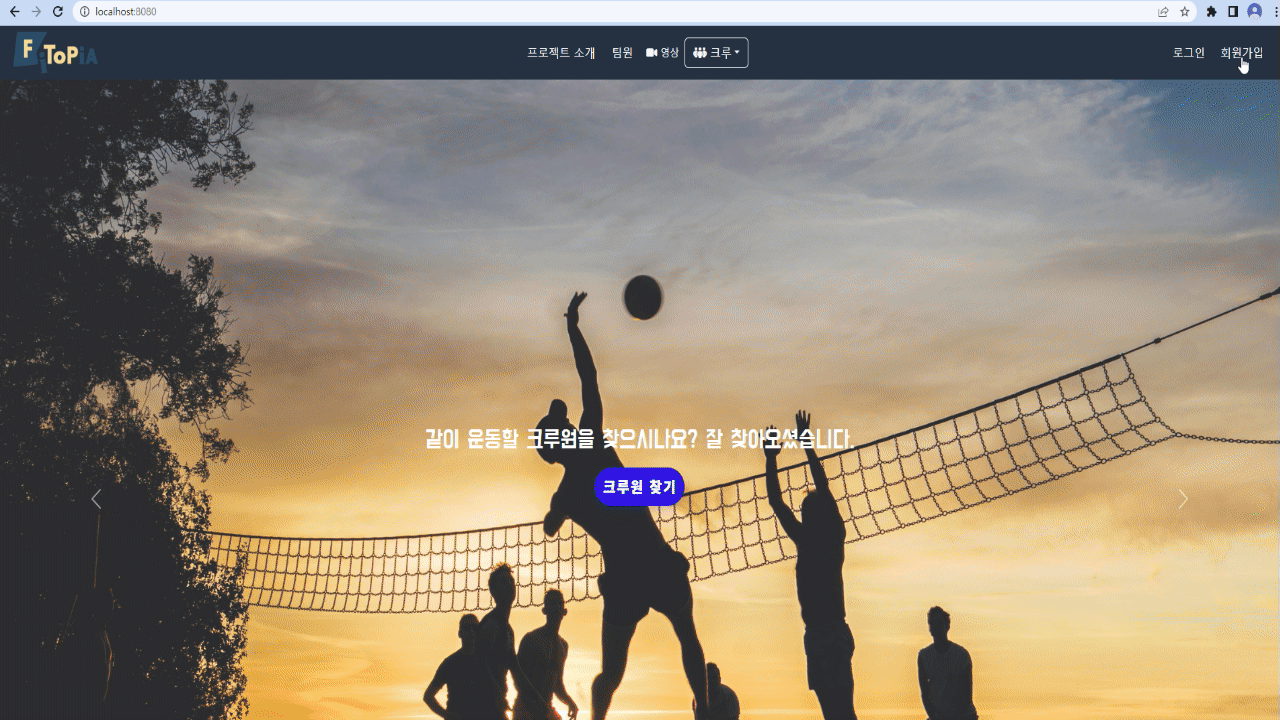 localhost:8080
FiToPiA
프로젝트 소개 팀원 영상 크루 로그인 회원가입
같이 운동할 크루원을 찾으시나요? 잘 찾아오셨습니다.
크루원 찾기